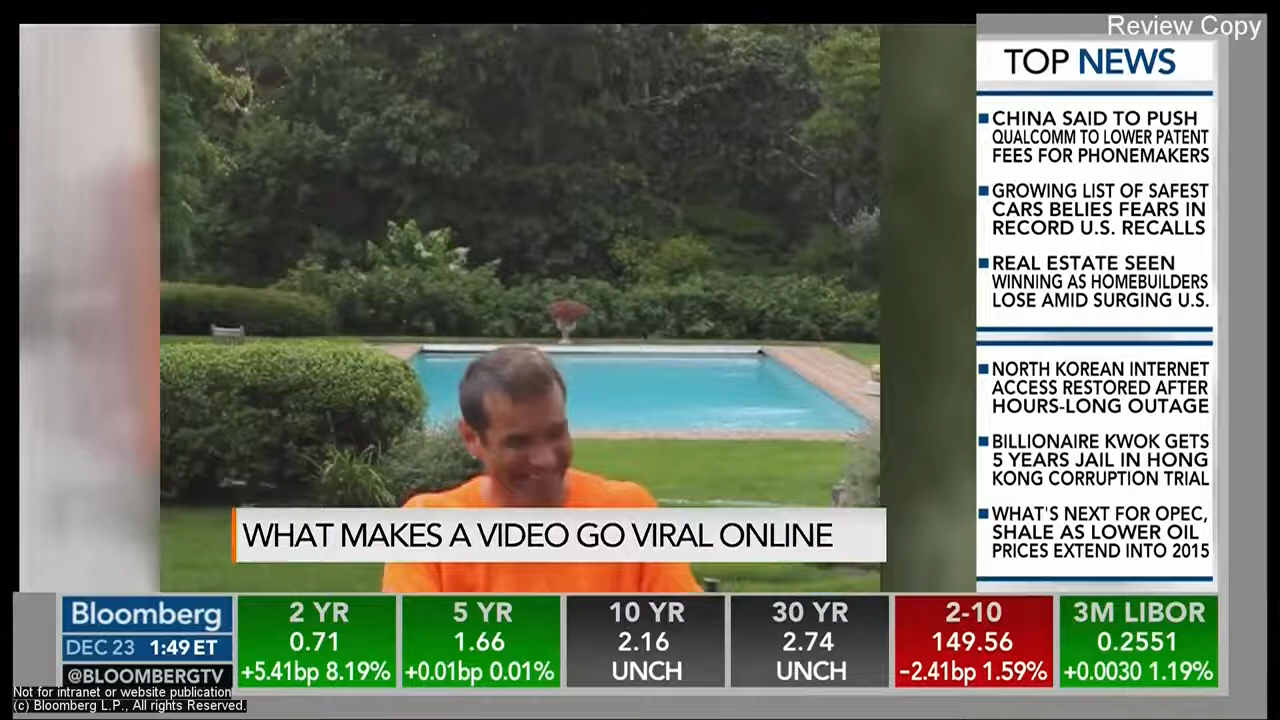 Review Copy
TOP NEWS
CHINA SAID TO PUSH
QUALCOMM TO LOWER PATENT
FEES FOR PHONEMAKERS
GROWING LIST OF SAFEST
CARS BELIES FEARS IN
RECORD U.S. RECALLS
REAL ESTATE SEEN
WINNING AS HOMEBUILDERS
LOSE AMID SURGING U.S.
NORTH KOREAN INTERNET
ACCESS RESTORED AFTER
HOURS-LONG OUTAGE
BILLIONAIRE KWOK GETS
5 YEARS JAIL IN HONG
KONG CORRUPTION TRIAL
WHAT'S NEXT FOR OPEC,
SHALE AS LOWER OIL
PRICES EXTEND INTO 2015
WHAT MAKES A VIDEO GO VIRAL ONLINE
Bloomberg
DEC 23 1:49 ET
@BLOOMBERGTV
2 YR
0.71
+5.41bp 8.19%
5 YR
1.66
+0.01bp 0.01%
10 YR
2.16
UNCH
30 YR
2.74
UNCH
2-10
149.56
-2.41bp 1.59%
3M LIBOR
0.2551
+0.0030 1.19%
Not for intranet or website publication
(c) Bloomberg L.P., All rights Reserved.